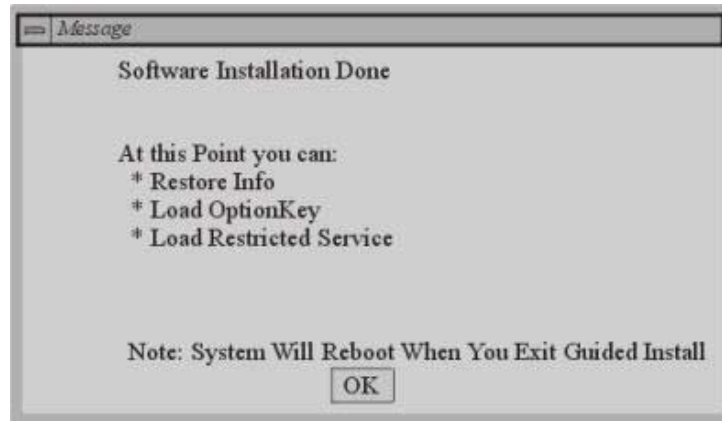 Message
Software Installation Done
At this Point you can:
* Restore Info
* Load OptionKey
* Load Restricted Service
Note: System Will Reboot When You Exit Guided Install
OK